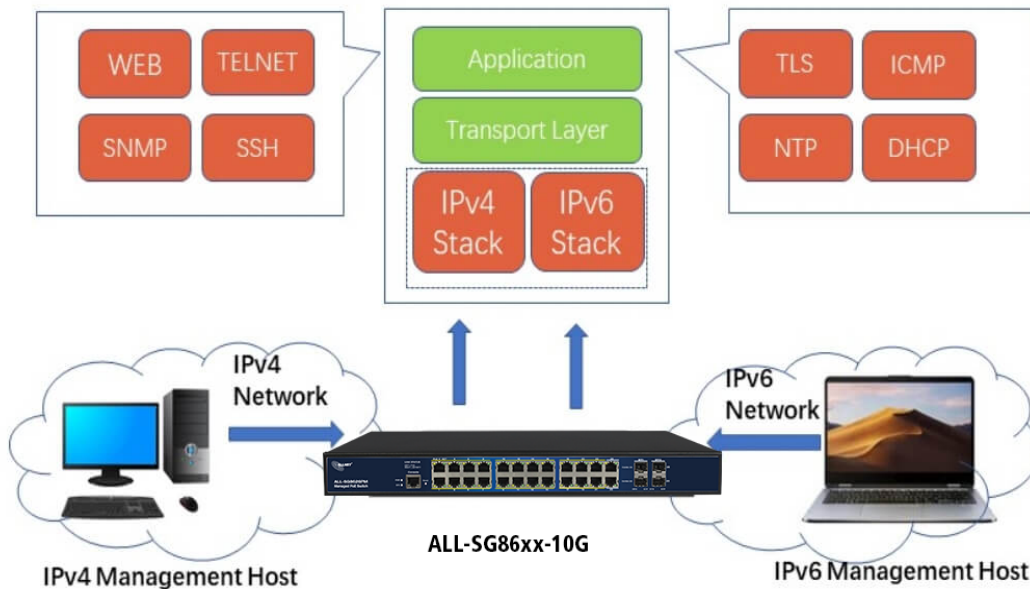 WEB
TELNET
SNMP
SSH
Application
Transport Layer
IPv4
Stack
IPv6
Stack
TLS
ICMP
NTP
DHCP
IPv4
Network
IPv6
Network
ALL-SG86xx-10G
IPv4 Management Host
IPv6 Management Host